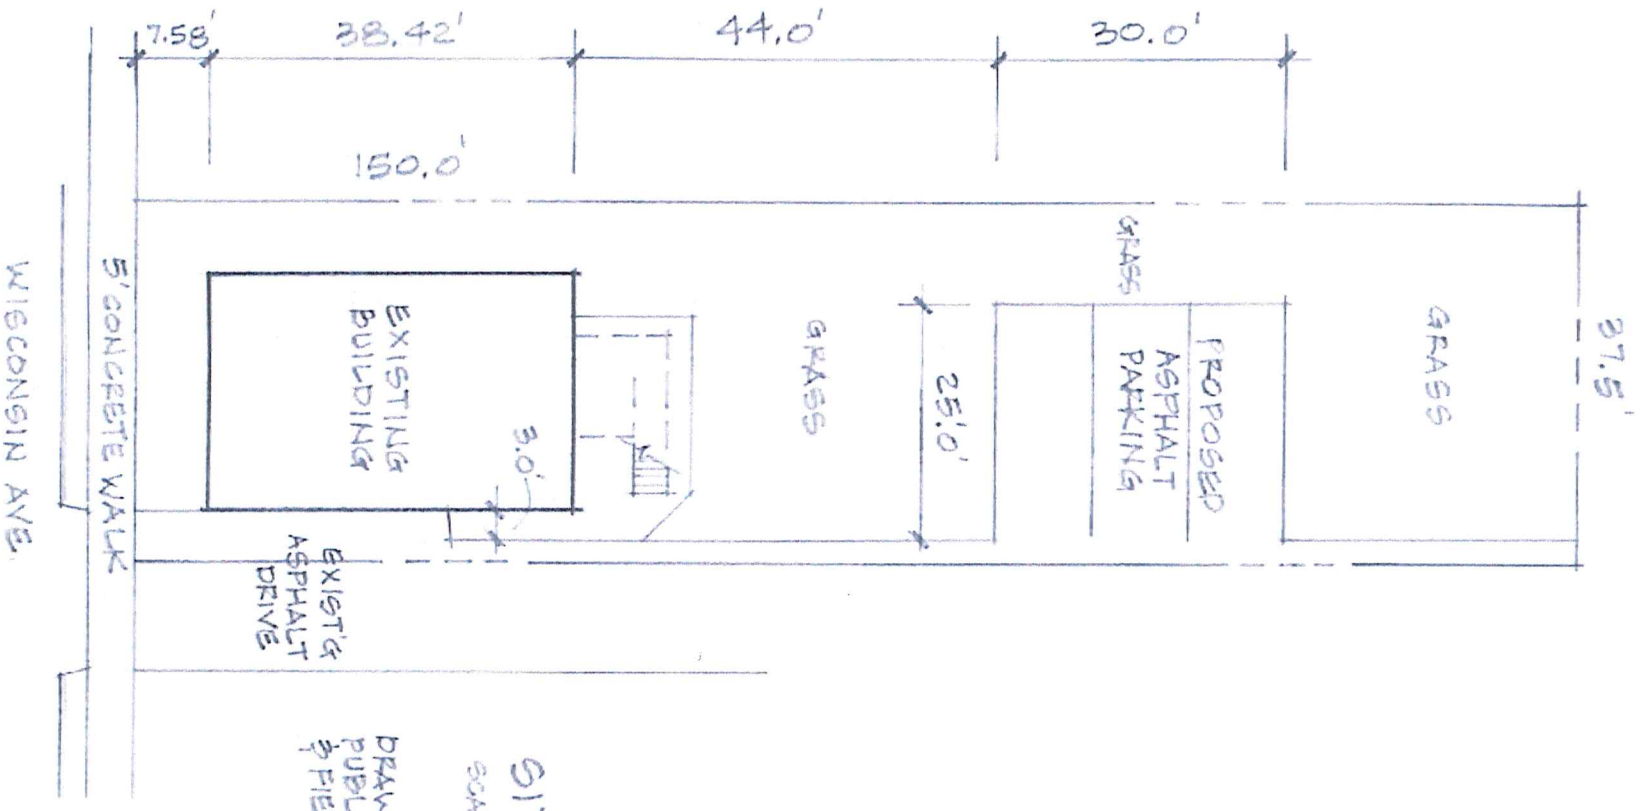 7.58'
38.42'
44.0'
30.0'
150.0'
37.5'
WISCONSIN AVE.
5' CONCRETE WALK
EXISTING
BUILDING
3.0'
GRASS
25.0'
GRASS
PROPOSED
ASPHALT
PARKING
GRASS
EXIST'G
ASPHALT
DRIVE